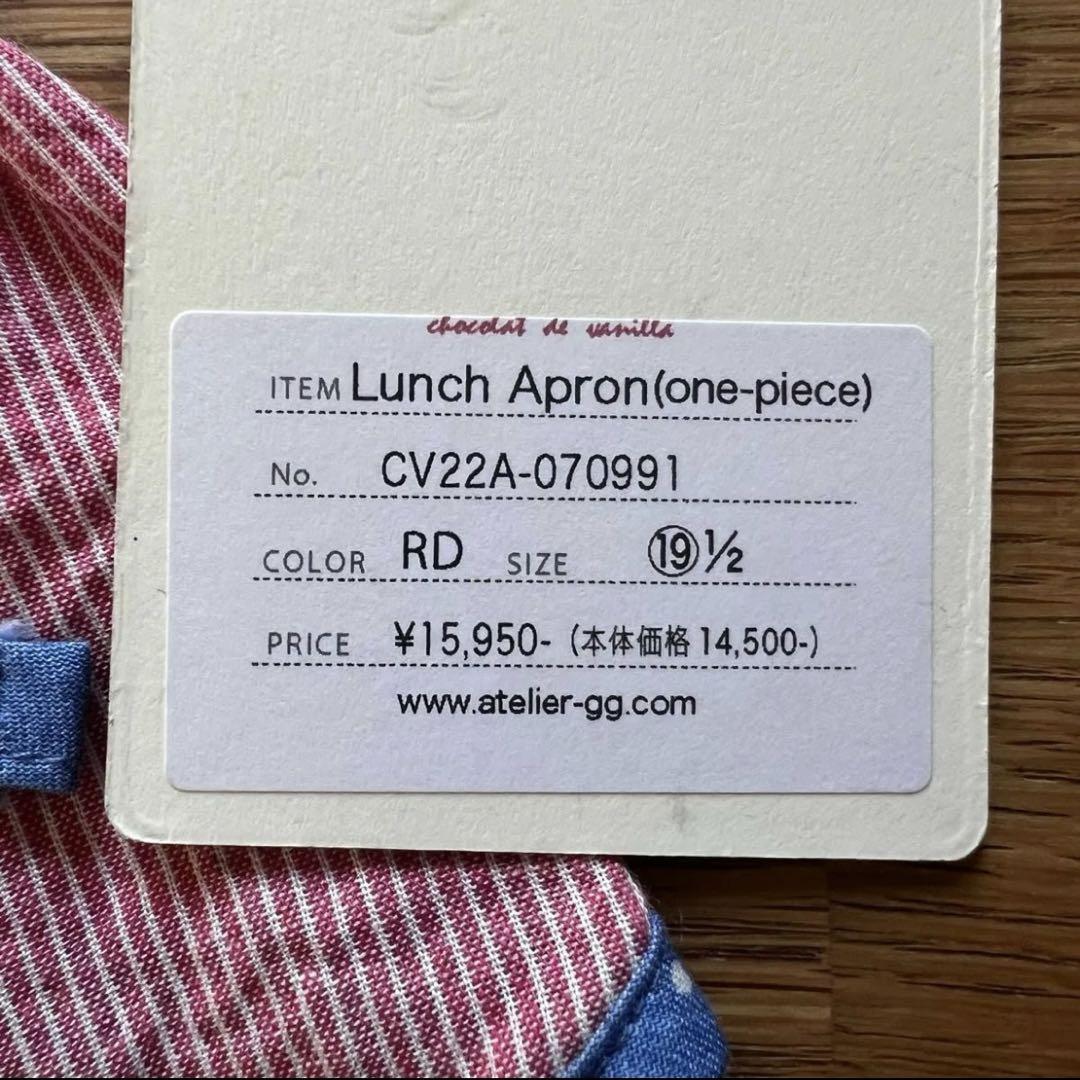 chocolat de vanilla
ITEM Lunch Apron(one-piece)
No. CV22A-070991
COLOR RD SIZE ⑲½
PRICE ¥15,950-（本体価格 14,500-）
www.atelier-gg.com